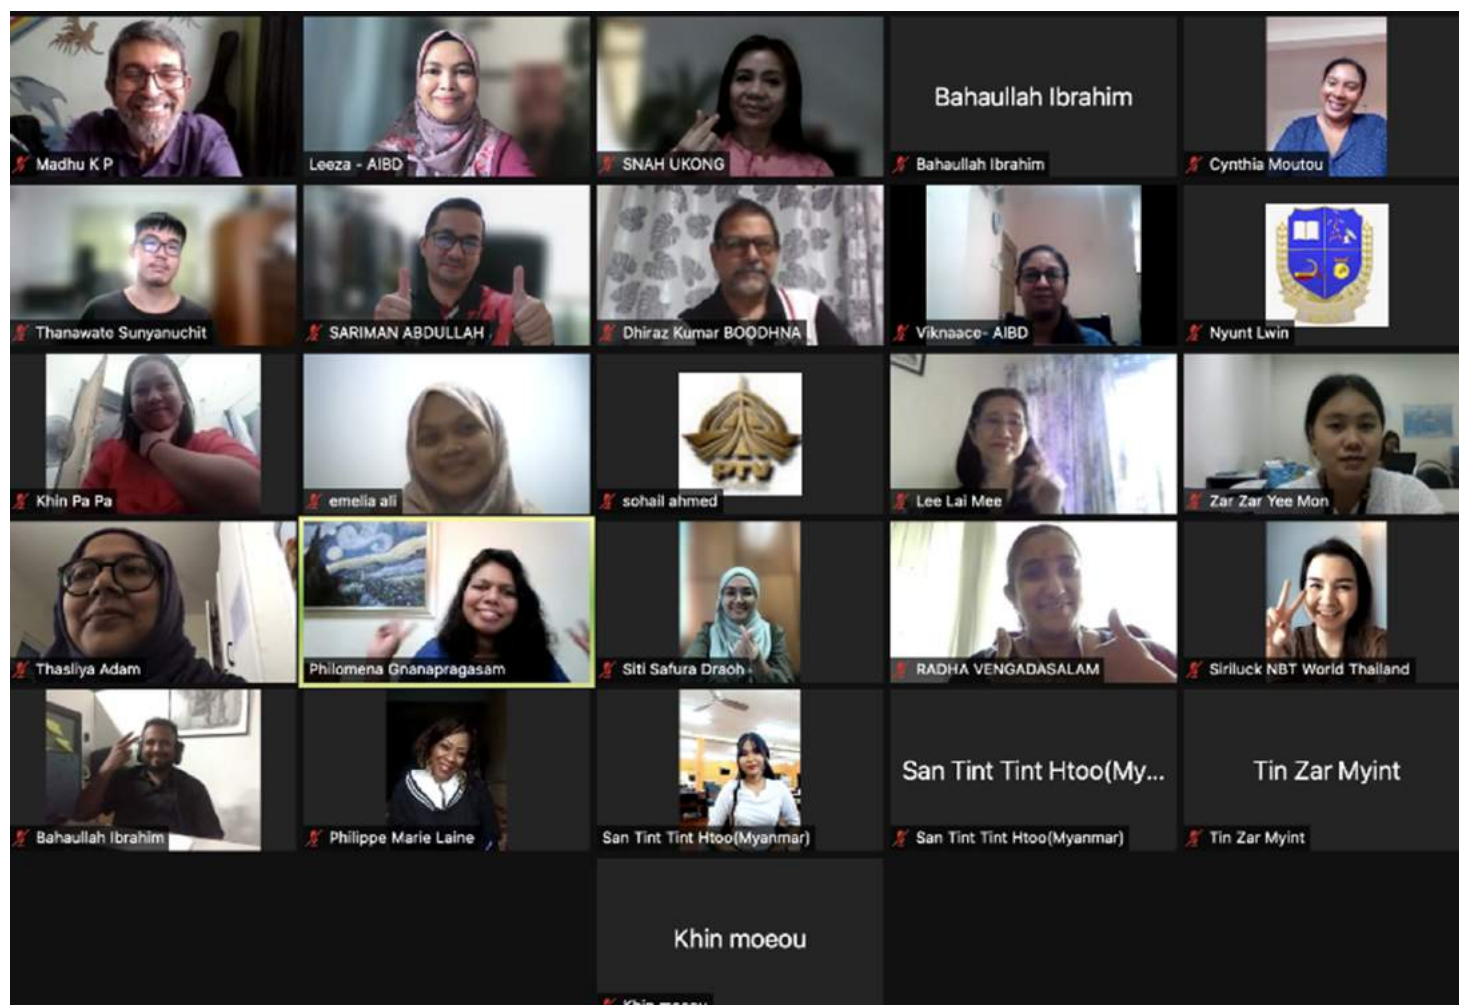 Madhu K P
Leeza - AIBD
SNAH UKONG
Bahaullah Ibrahim
Bahaullah Ibrahim
Cynthia Moutou
Thanawate Sunyanuchit
SARIMAN ABDULLAH
Dhiraz Kumar BOODHNA
Viknaace- AIBD
Nyunt Lwin
Khin Pa Pa
emelia ali
PTV
sohail ahmed
Lee Lai Mee
Zar Zar Yee Mon
Thasliya Adam
Philomena Gnanapragasam
Siti Safura Draoh
RADHA VENGADASALAM
Siriluck NBT World Thailand
Bahaullah Ibrahim
Philippe Marie Laine
San Tint Tint Htoo(Myanmar)
San Tint Tint Htoo(My...
San Tint Tint Htoo(Myanmar)
Tin Zar Myint
Tin Zar Myint
Khin moeou
Khin moeou